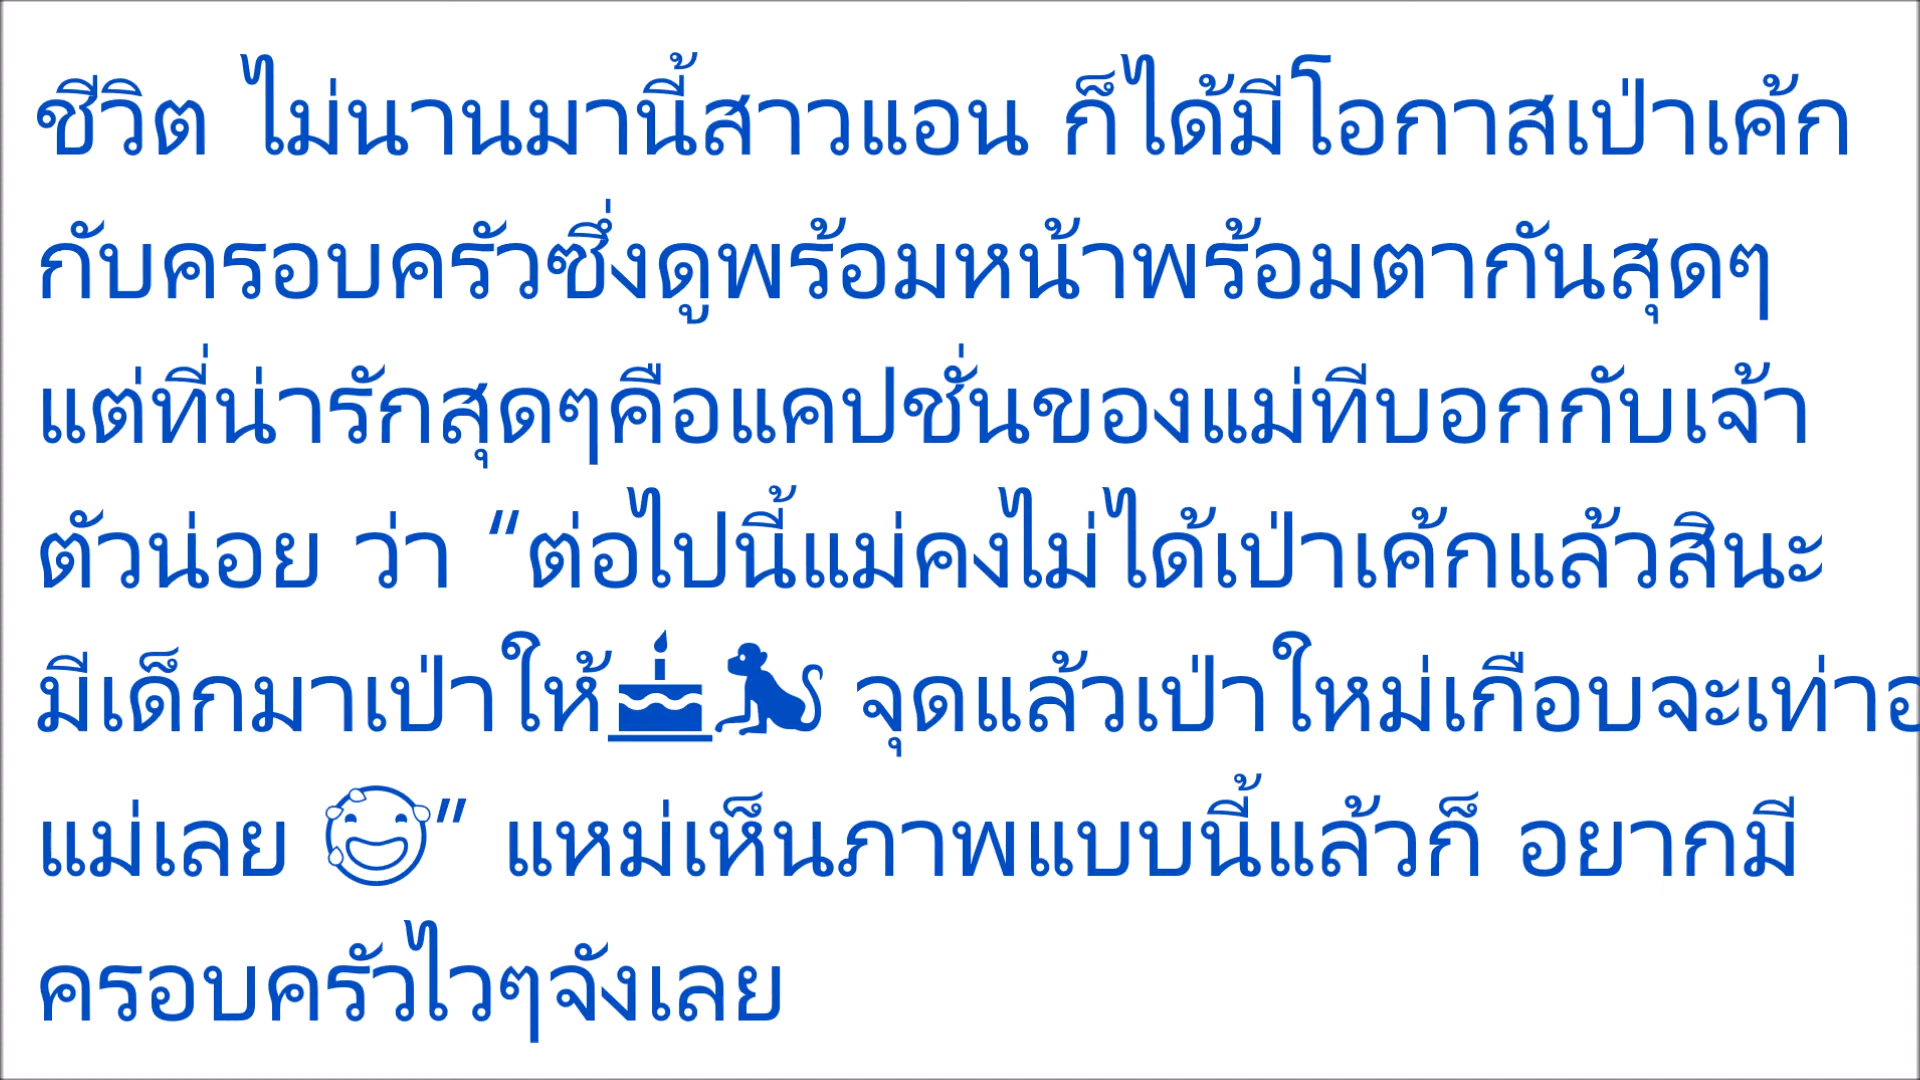 ชีวิต ไม่นานมานี้สาวแอน ก็ได้มีโอกาสเป่าเค้ก
กับครอบครัวซึ่งดูพร้อมหน้าพร้อมตากันสุดๆ
แต่ที่น่ารักสุดๆคือแคปชั่นของแม่ทีบอกกับเจ้า
ตัวน่อย ว่า “ต่อไปนี้แม่คงไม่ได้เป่าเค้กแล้วสินะ
มีเด็กมาเป่าให้🎂🐒 จุดแล้วเป่าใหม่เกือบจะเท่าอ
แม่เลย 😅” แหม่เห็นภาพแบบนี้แล้วก็ อยากมี
ครอบครัวไวๆจังเลย